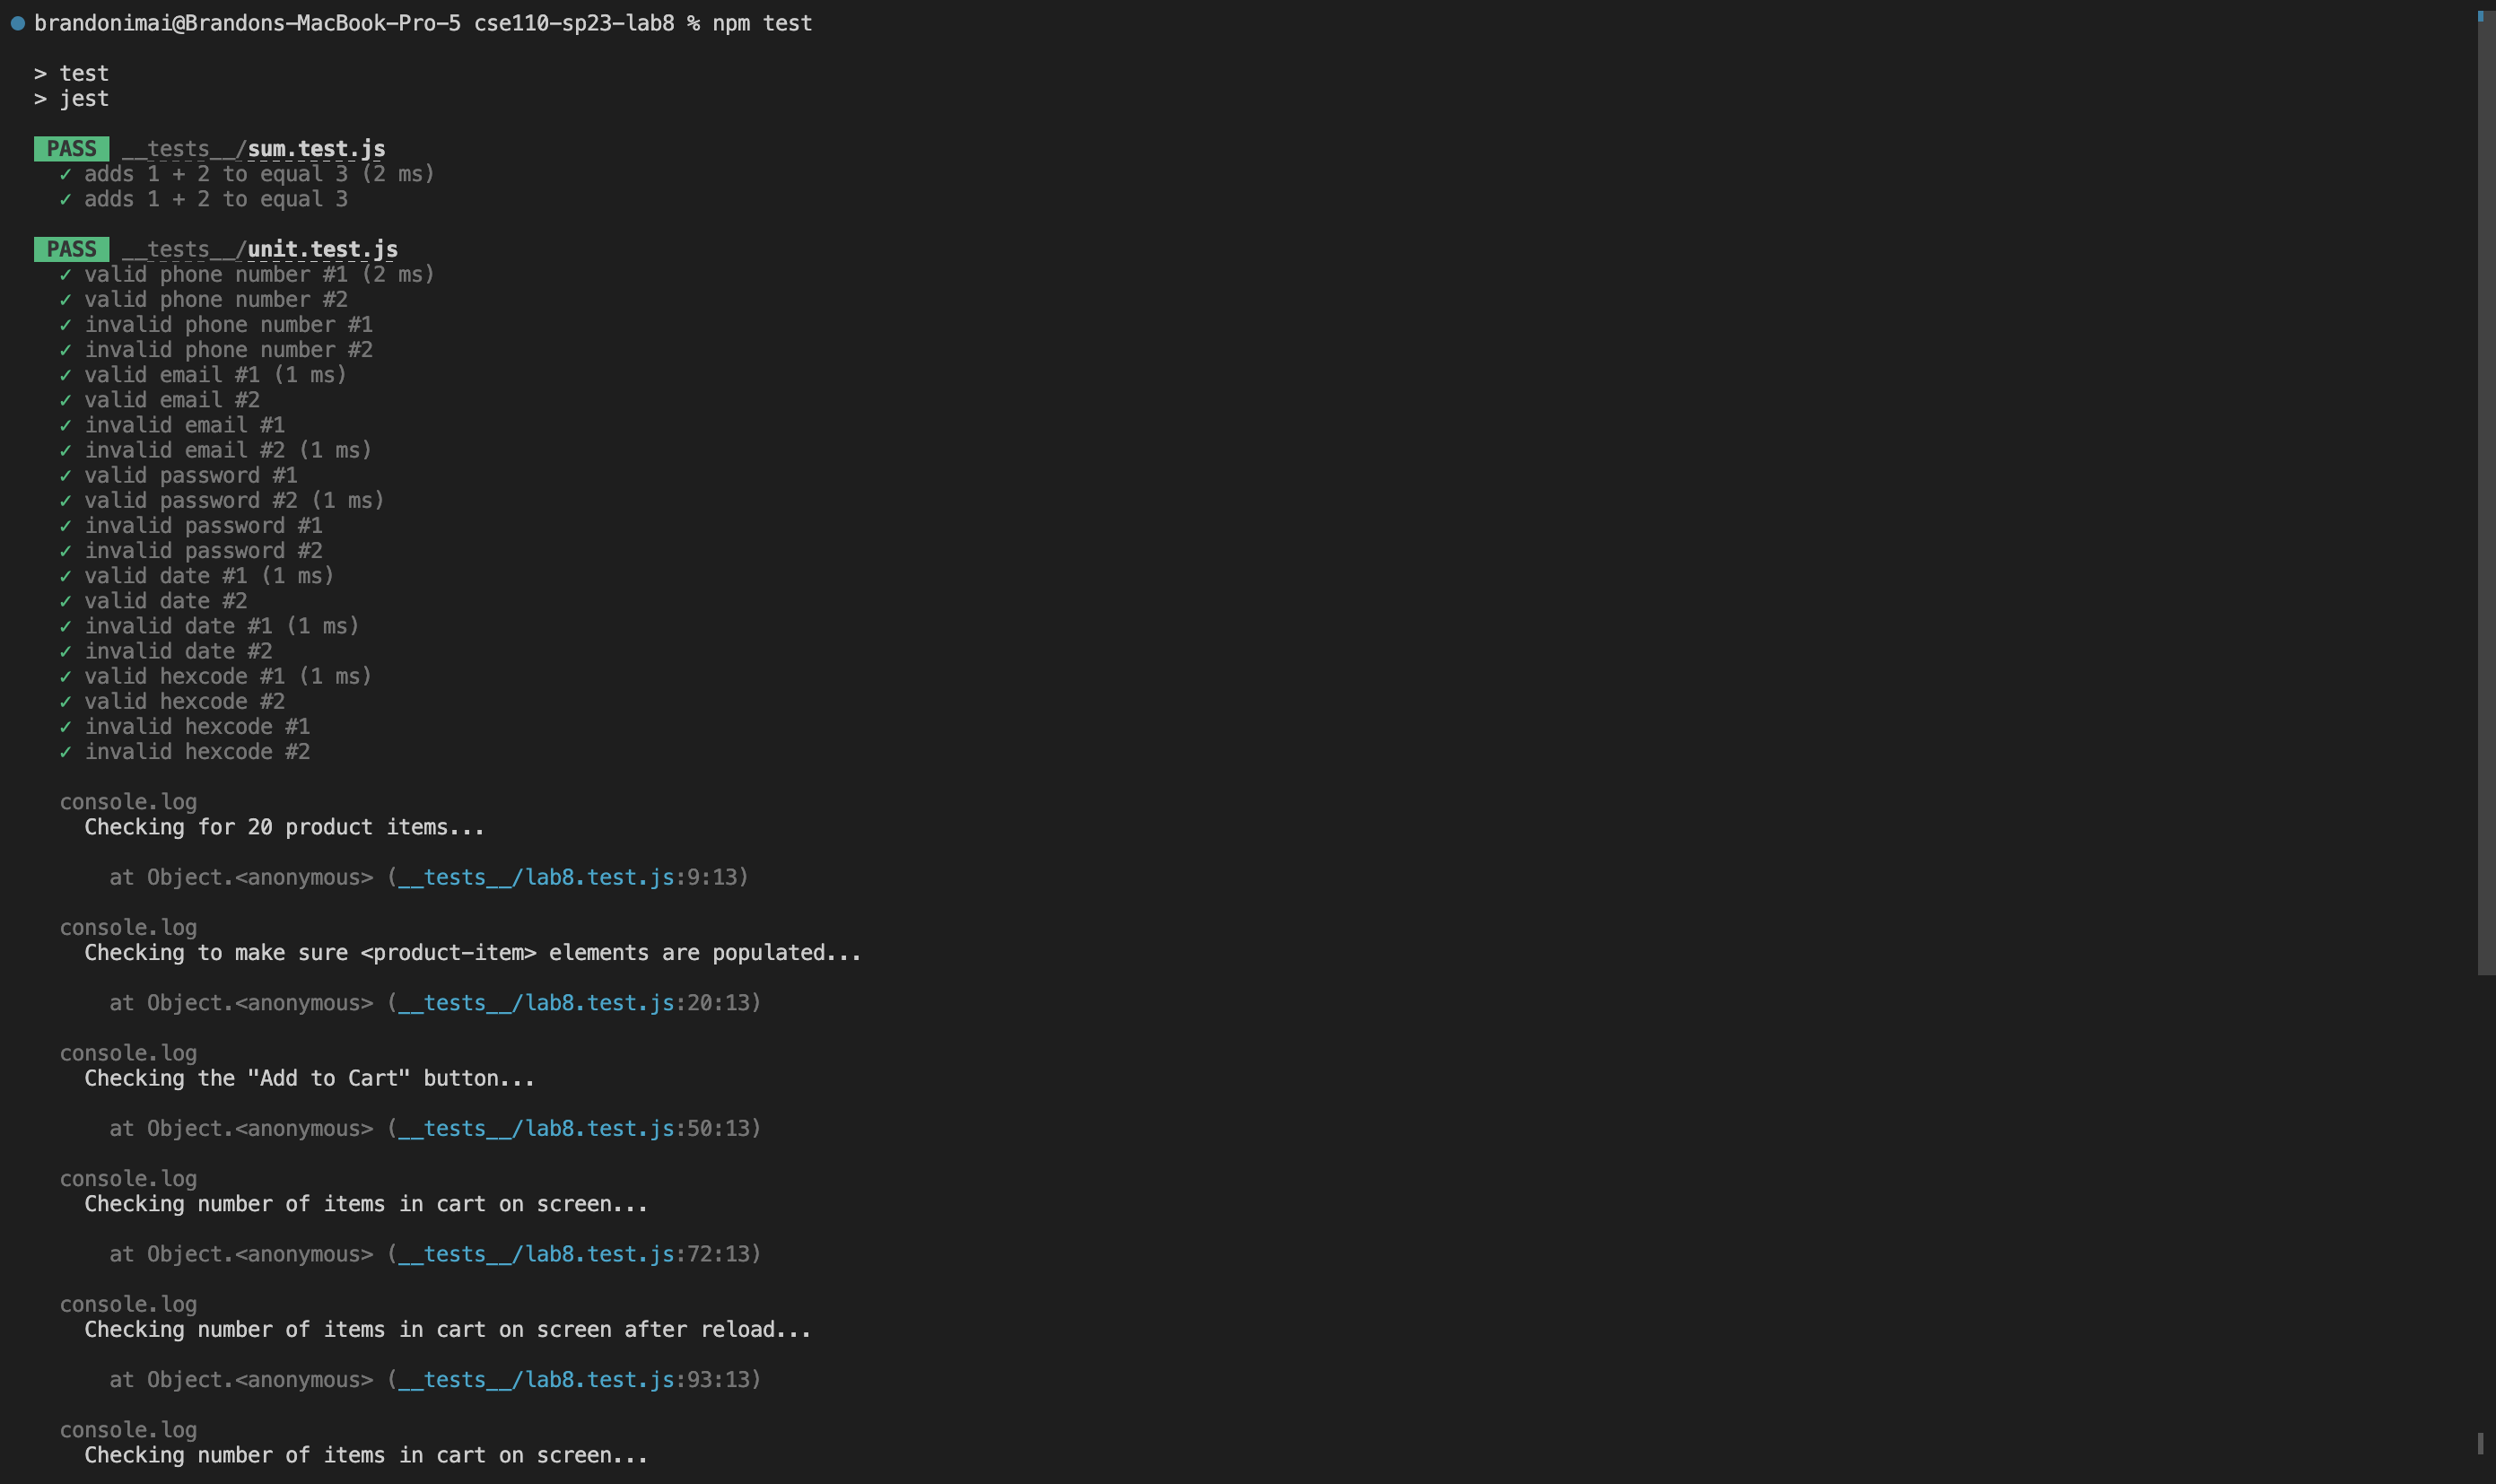 brandonimai@Brandons-MacBook-Pro-5 cse110-sp23-lab8 % npm test
> test
> jest
PASS __tests__/sum.test.js
✓ adds 1 + 2 to equal 3 (2 ms)
✓ adds 1 + 2 to equal 3
PASS __tests__/unit.test.js
✓ valid phone number #1 (2 ms)
✓ valid phone number #2
✓ invalid phone number #1
✓ invalid phone number #2
✓ valid email #1 (1 ms)
✓ valid email #2
✓ invalid email #1
✓ invalid email #2 (1 ms)
✓ valid password #1
✓ valid password #2 (1 ms)
✓ invalid password #1
✓ invalid password #2
✓ valid date #1 (1 ms)
✓ valid date #2
✓ invalid date #1 (1 ms)
✓ invalid date #2
✓ valid hexcode #1 (1 ms)
✓ valid hexcode #2
✓ invalid hexcode #1
✓ invalid hexcode #2
console.log
Checking for 20 product items...
at Object.<anonymous> (__tests__/lab8.test.js:9:13)
console.log
Checking to make sure <product-item> elements are populated...
at Object.<anonymous> (__tests__/lab8.test.js:20:13)
console.log
Checking the "Add to Cart" button...
at Object.<anonymous> (__tests__/lab8.test.js:50:13)
console.log
Checking number of items in cart on screen...
at Object.<anonymous> (__tests__/lab8.test.js:72:13)
console.log
Checking number of items in cart on screen after reload...
at Object.<anonymous> (__tests__/lab8.test.js:93:13)
console.log
Checking number of items in cart on screen...